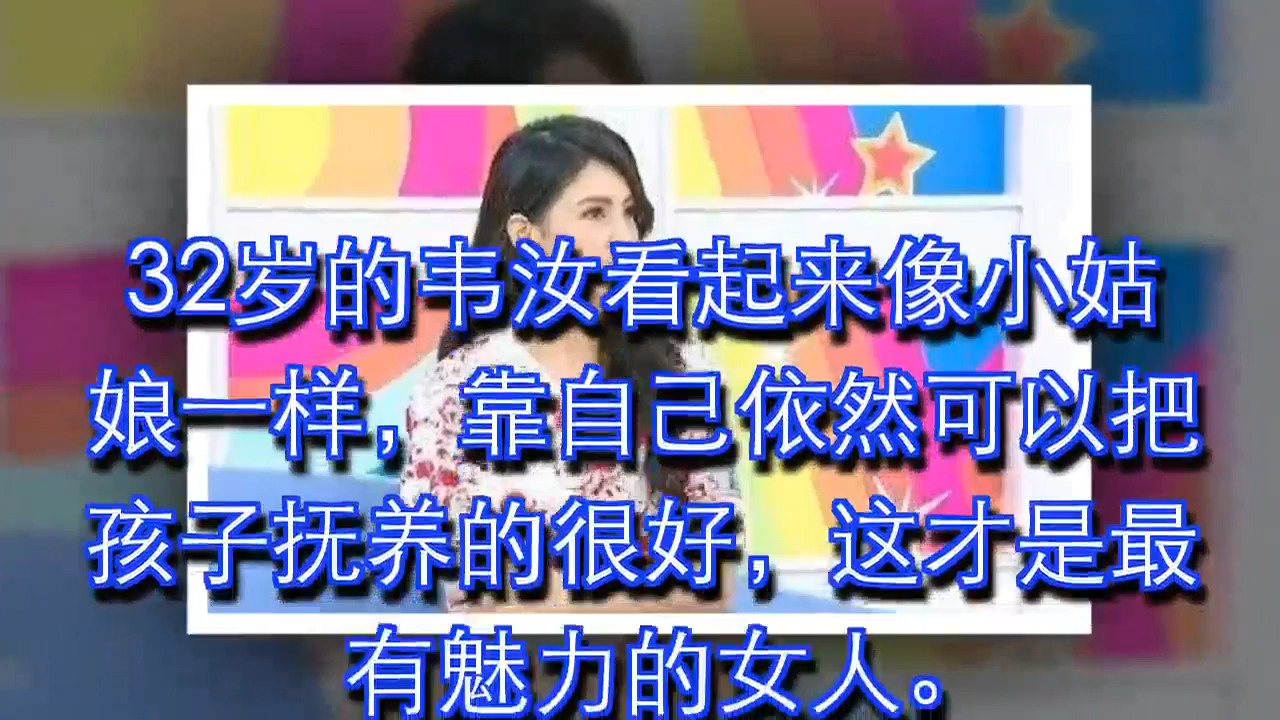 32岁的韦汝看起来像小姑
娘一样，靠自己依然可以把
孩子抚养的很好，这才是最
有魅力的女人。